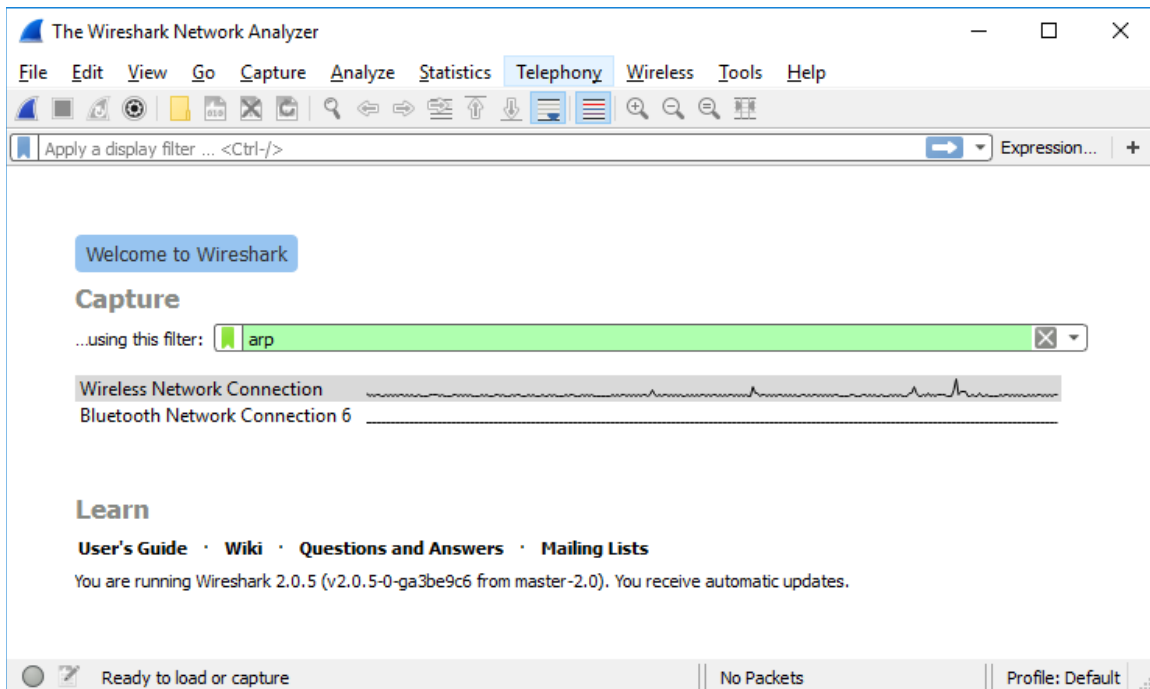 The Wireshark Network Analyzer
File Edit View Go Capture Analyze Statistics Telephony Wireless Tools Help
Apply a display filter ... <Ctrl-/> Expression... +
Welcome to Wireshark
Capture
...using this filter: arp
Wireless Network Connection
Bluetooth Network Connection 6
Learn
User's Guide · Wiki · Questions and Answers · Mailing Lists
You are running Wireshark 2.0.5 (v2.0.5-0-ga3be9c6 from master-2.0). You receive automatic updates.
Ready to load or capture No Packets Profile: Default